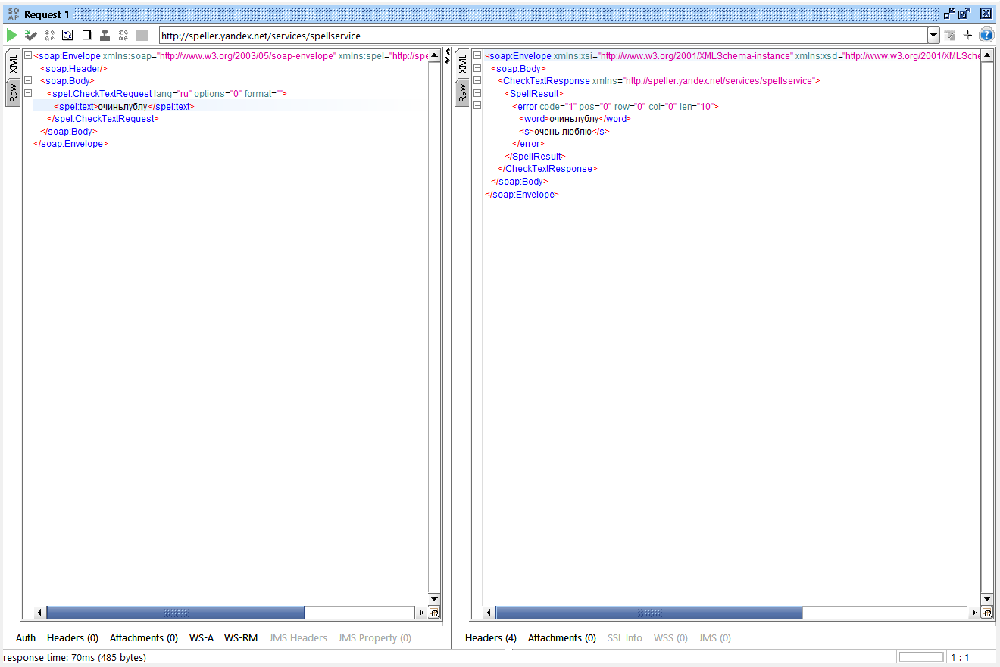 SO AP Request 1
http://speller.yandex.net/services/spellservice
XML
Raw
<soap:Envelope xmlns:soap="http://www.w3.org/2003/05/soap-envelope" xmlns:spel="http://spe
<soap:Header/>
<soap:Body>
<spel:CheckTextRequest lang="ru" options="0" format="">
<spel:text>очиньлублу</spel:text>
</spel:CheckTextRequest>
</soap:Body>
</soap:Envelope>
XML
Raw
<soap:Envelope xmlns:xsi="http://www.w3.org/2001/XMLSchema-instance" xmlns:xsd="http://www.w3.org/2001/XMLSche
<soap:Body>
<CheckTextResponse xmlns="http://speller.yandex.net/services/spellservice">
<SpellResult>
<error code="1" pos="0" row="0" col="0" len="10">
<word>очиньлублу</word>
<s>очень люблю</s>
</error>
</SpellResult>
</CheckTextResponse>
</soap:Body>
</soap:Envelope>
Auth Headers (0) Attachments (0) WS-A WS-RM JMS Headers JMS Property (0)
Headers (4) Attachments (0) SSL Info WSS (0) JMS (0)
response time: 70ms (485 bytes)
1 : 1